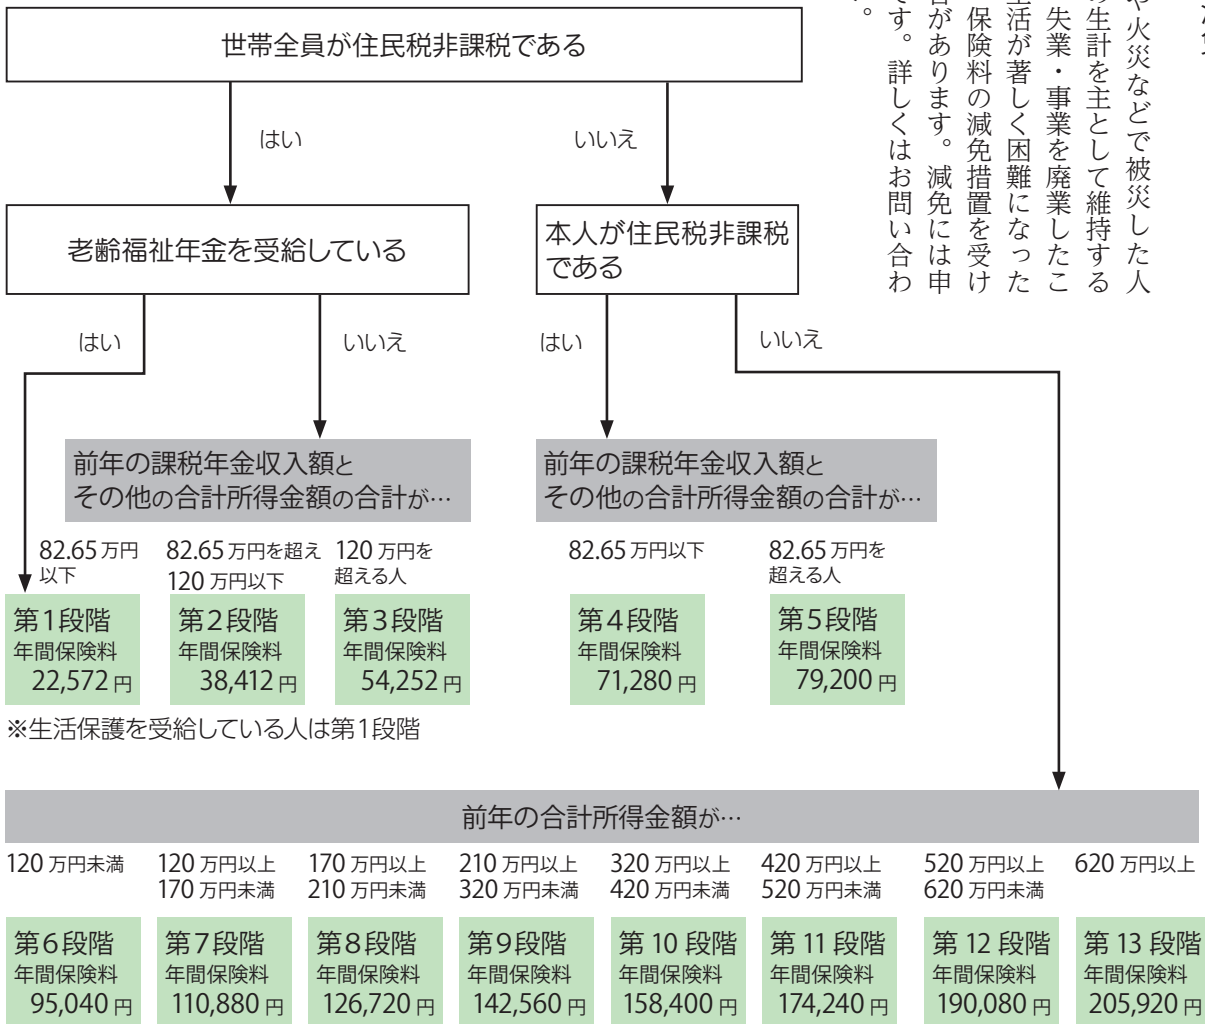 や火災などで被災した人
の生計を主として維持する
失業・事業を廃業したこ
生活が著しく困難になった
保険料の減免措置を受け
があります。減免には申
です。詳しくはお問い合わ
。
世帯全員が住民税非課税である
はい
いいえ
老齢福祉年金を受給している
本人が住民税非課税
である
はい
いいえ
はい
いいえ
前年の課税年金収入額と
その他の合計所得金額の合計が…
前年の課税年金収入額と
その他の合計所得金額の合計が…
82.65万円
以下
82.65万円を超え
120万円以下
120万円を
超える人
82.65万円以下
82.65万円を
超える人
第1段階
年間保険料
22,572円
第2段階
年間保険料
38,412円
第3段階
年間保険料
54,252円
第4段階
年間保険料
71,280円
第5段階
年間保険料
79,200円
※生活保護を受給している人は第1段階
前年の合計所得金額が…
120万円未満
120万円以上
170万円未満
170万円以上
210万円未満
210万円以上
320万円未満
320万円以上
420万円未満
420万円以上
520万円未満
520万円以上
620万円未満
620万円以上
第6段階
年間保険料
95,040円
第7段階
年間保険料
110,880円
第8段階
年間保険料
126,720円
第9段階
年間保険料
142,560円
第10段階
年間保険料
158,400円
第11段階
年間保険料
174,240円
第12段階
年間保険料
190,080円
第13段階
年間保険料
205,920円